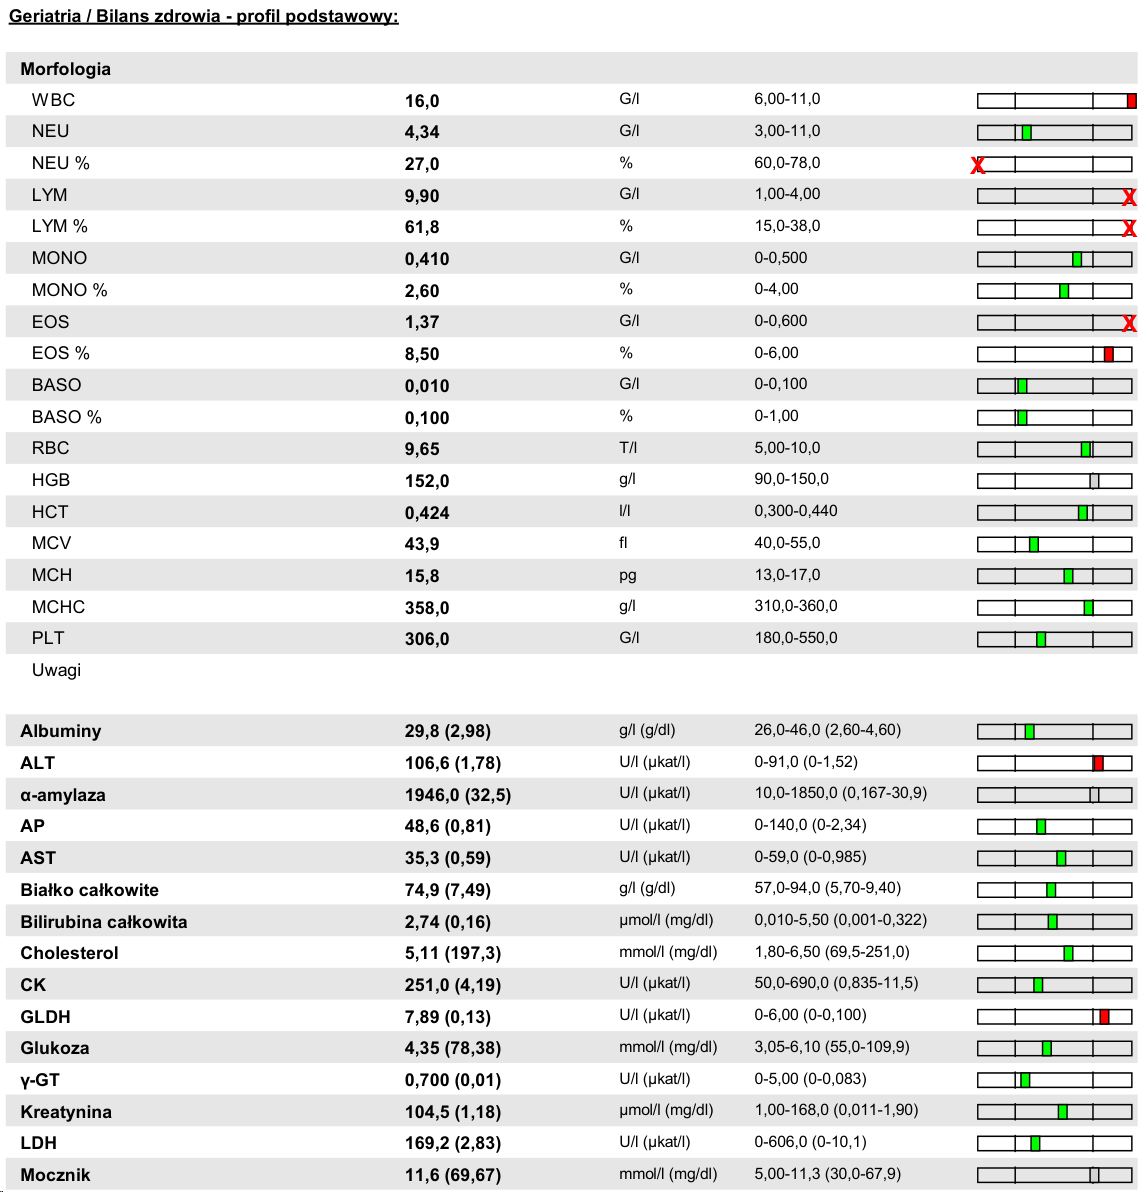 Geriatria / Bilans zdrowia - profil podstawowy:
Morfologia
WBC 16,0 G/l 6,00-11,0
NEU 4,34 G/l 3,00-11,0
NEU % 27,0 % 60,0-78,0
X
LYM 9,90 G/l 1,00-4,00
X
LYM % 61,8 % 15,0-38,0
X
MONO 0,410 G/l 0-0,500
MONO % 2,60 % 0-4,00
EOS 1,37 G/l 0-0,600
X
EOS % 8,50 % 0-6,00
BASO 0,010 G/l 0-0,100
BASO % 0,100 % 0-1,00
RBC 9,65 T/l 5,00-10,0
HGB 152,0 g/l 90,0-150,0
HCT 0,424 l/l 0,300-0,440
MCV 43,9 fl 40,0-55,0
MCH 15,8 pg 13,0-17,0
MCHC 358,0 g/l 310,0-360,0
PLT 306,0 G/l 180,0-550,0
Uwagi
Albuminy 29,8 (2,98) g/l (g/dl) 26,0-46,0 (2,60-4,60)
ALT 106,6 (1,78) U/l (µkat/l) 0-91,0 (0-1,52)
α-amylaza 1946,0 (32,5) U/l (µkat/l) 10,0-1850,0 (0,167-30,9)
AP 48,6 (0,81) U/l (µkat/l) 0-140,0 (0-2,34)
AST 35,3 (0,59) U/l (µkat/l) 0-59,0 (0-0,985)
Białko całkowite 74,9 (7,49) g/l (g/dl) 57,0-94,0 (5,70-9,40)
Bilirubina całkowita 2,74 (0,16) µmol/l (mg/dl) 0,010-5,50 (0,001-0,322)
Cholesterol 5,11 (197,3) mmol/l (mg/dl) 1,80-6,50 (69,5-251,0)
CK 251,0 (4,19) U/l (µkat/l) 50,0-690,0 (0,835-11,5)
GLDH 7,89 (0,13) U/l (µkat/l) 0-6,00 (0-0,100)
Glukoza 4,35 (78,38) mmol/l (mg/dl) 3,05-6,10 (55,0-109,9)
γ-GT 0,700 (0,01) U/l (µkat/l) 0-5,00 (0-0,083)
Kreatynina 104,5 (1,18) µmol/l (mg/dl) 1,00-168,0 (0,011-1,90)
LDH 169,2 (2,83) U/l (µkat/l) 0-606,0 (0-10,1)
Mocznik 11,6 (69,67) mmol/l (mg/dl) 5,00-11,3 (30,0-67,9)